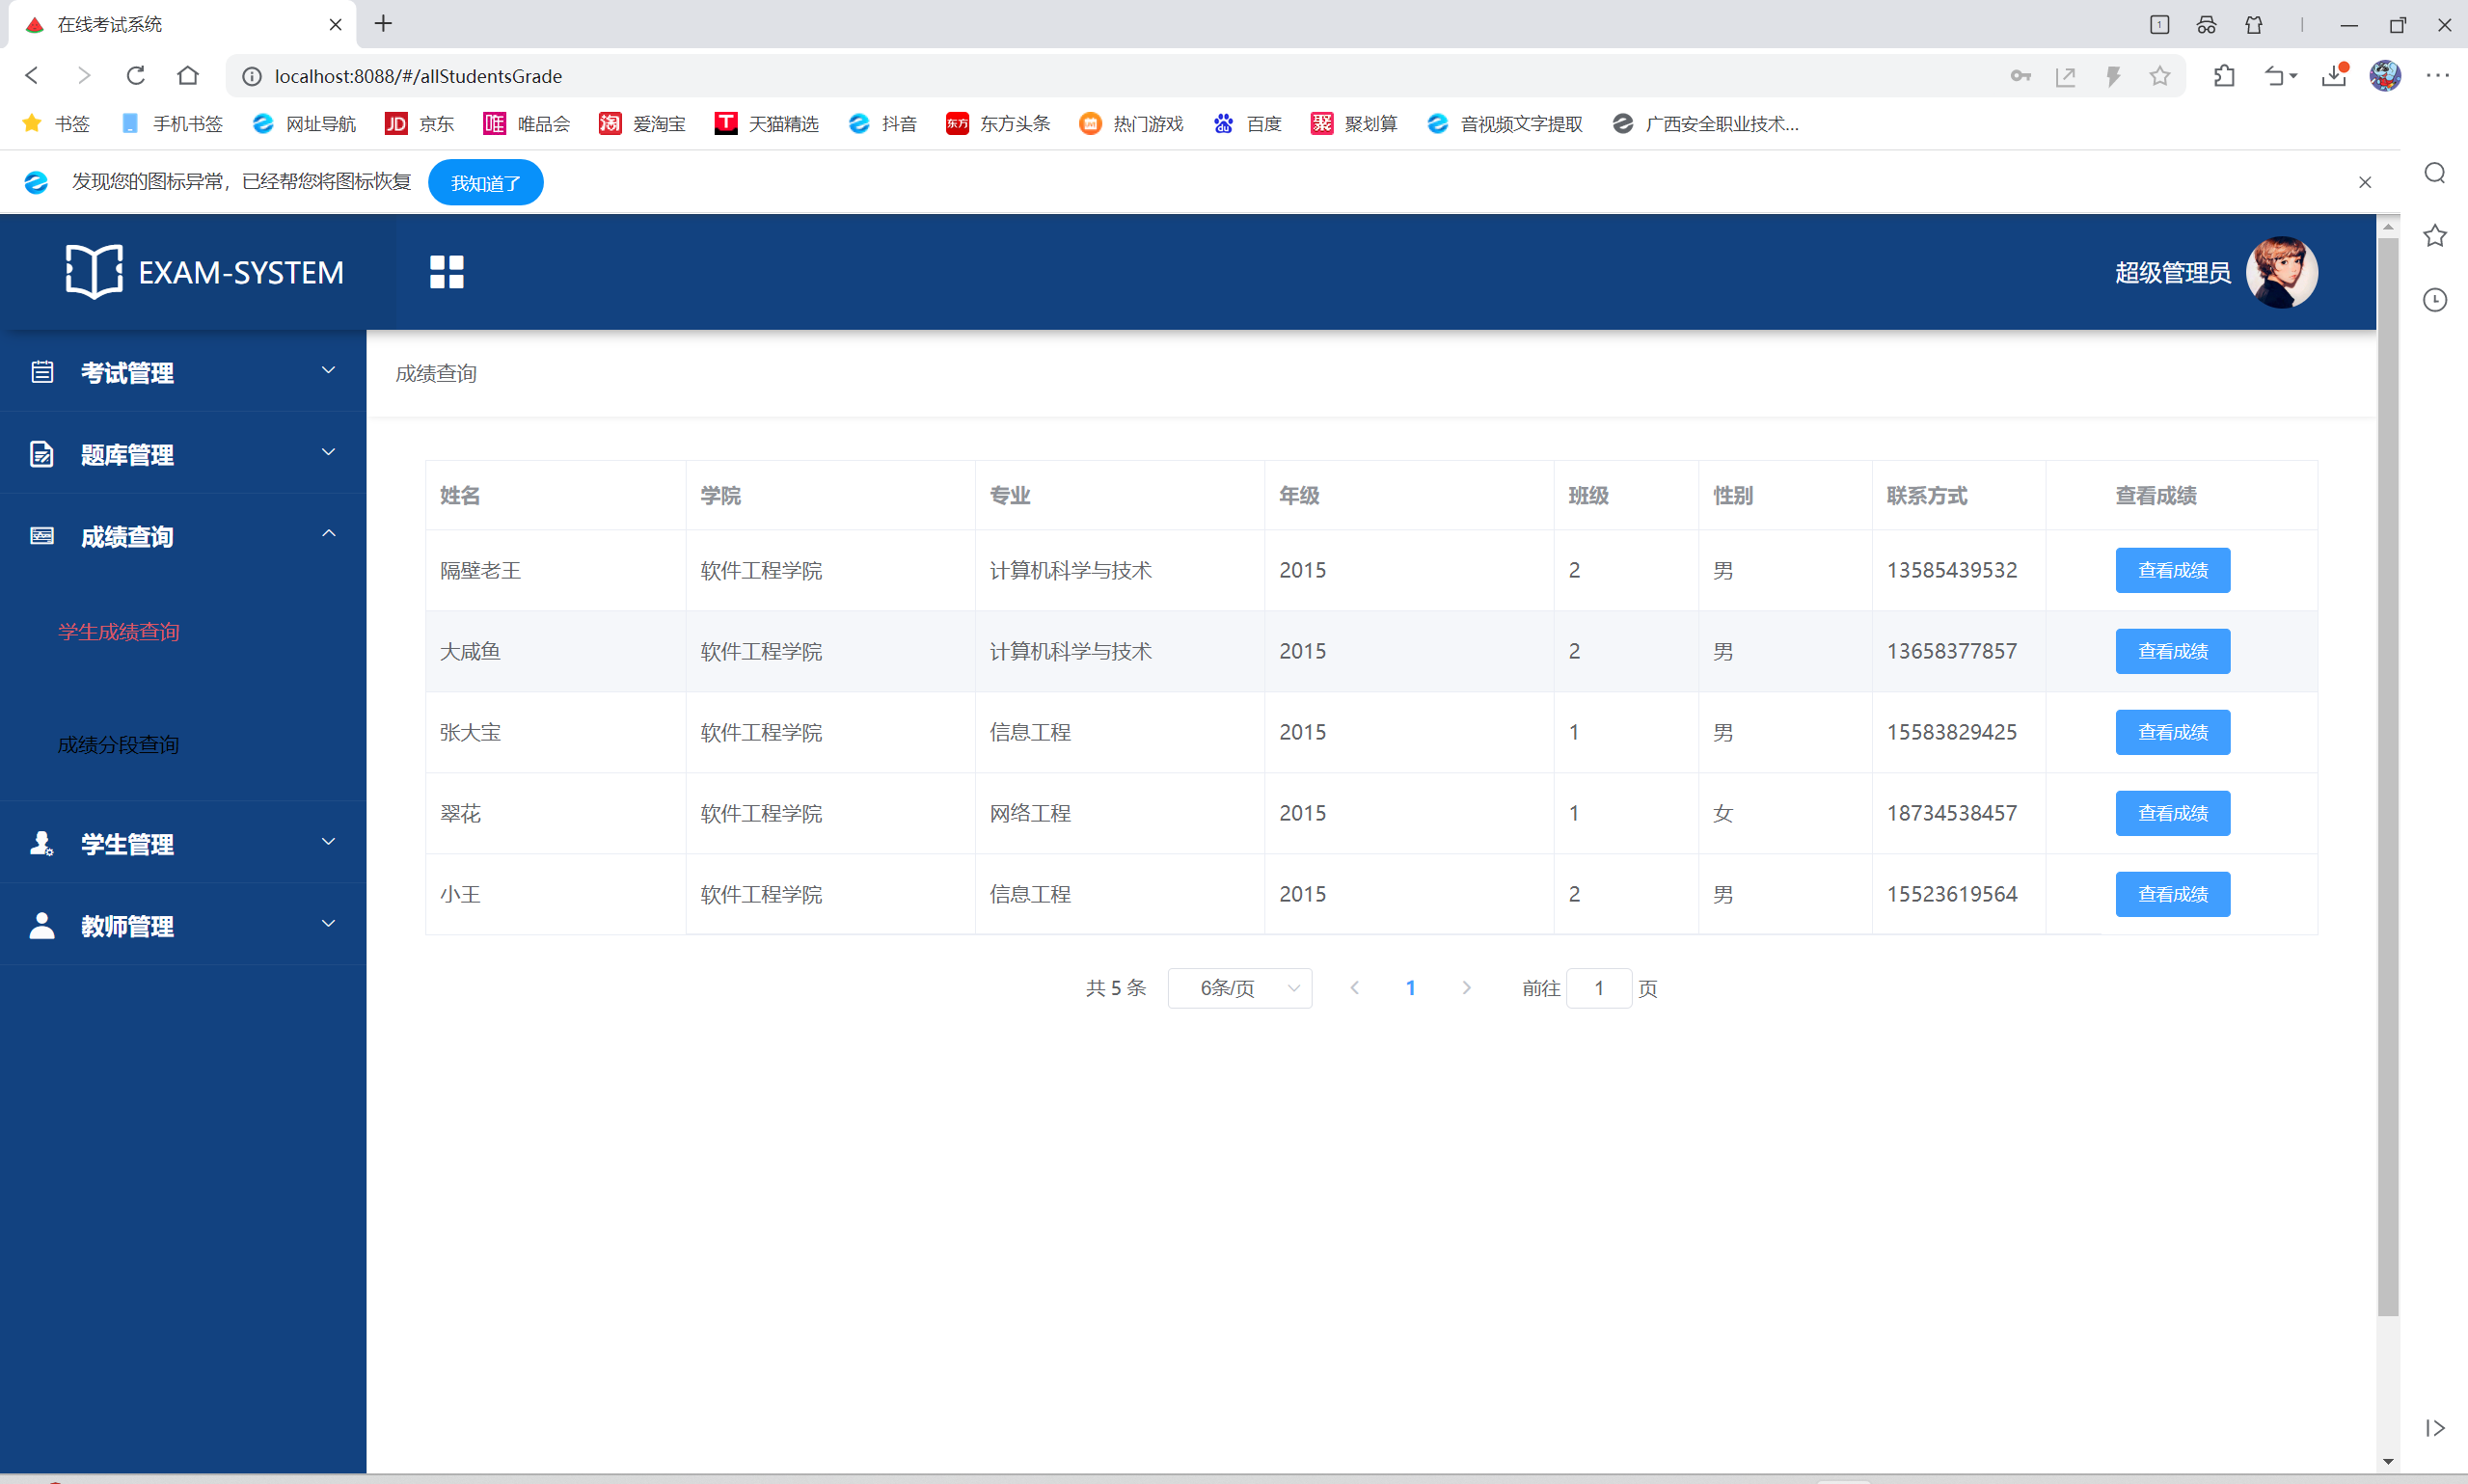 在线考试系统
localhost:8088/#/allStudentsGrade
书签 手机书签 网址导航 JD 京东 唯 唯品会 淘 爱淘宝 T 天猫精选 抖音 东方 东方头条 热门游戏 du 百度 聚 聚划算 音视频文字提取 广西安全职业技术...
发现您的图标异常，已经帮您将图标恢复 我知道了
EXAM-SYSTEM 超级管理员
考试管理
题库管理
成绩查询
学生成绩查询
成绩分段查询
学生管理
教师管理
成绩查询
姓名 学院 专业 年级 班级 性别 联系方式 查看成绩
隔壁老王 软件工程学院 计算机科学与技术 2015 2 男 13585439532 查看成绩
大咸鱼 软件工程学院 计算机科学与技术 2015 2 男 13658377857 查看成绩
张大宝 软件工程学院 信息工程 2015 1 男 15583829425 查看成绩
翠花 软件工程学院 网络工程 2015 1 女 18734538457 查看成绩
小王 软件工程学院 信息工程 2015 2 男 15523619564 查看成绩
共 5 条 6条/页 1 前往 1 页